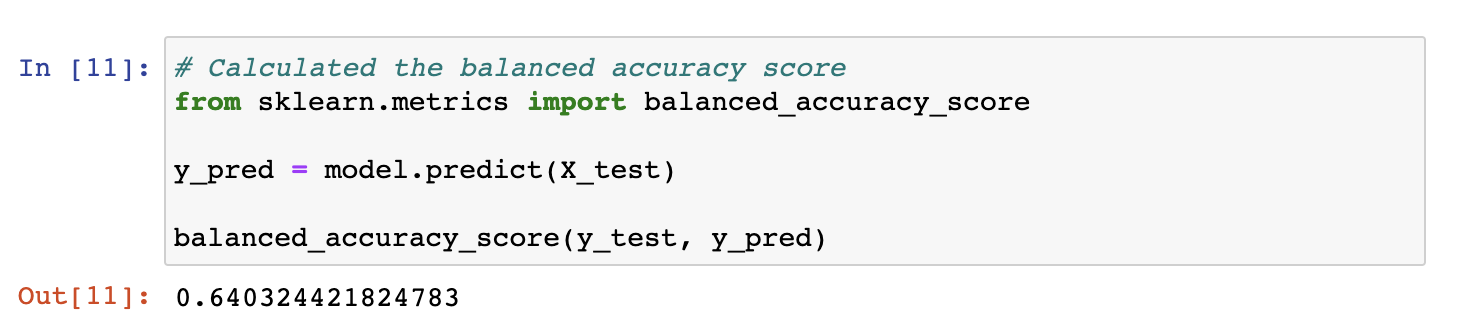 In [11]: # Calculated the balanced accuracy score
from sklearn.metrics import balanced_accuracy_score
y_pred = model.predict(X_test)
balanced_accuracy_score(y_test, y_pred)
Out[11]: 0.640324421824783